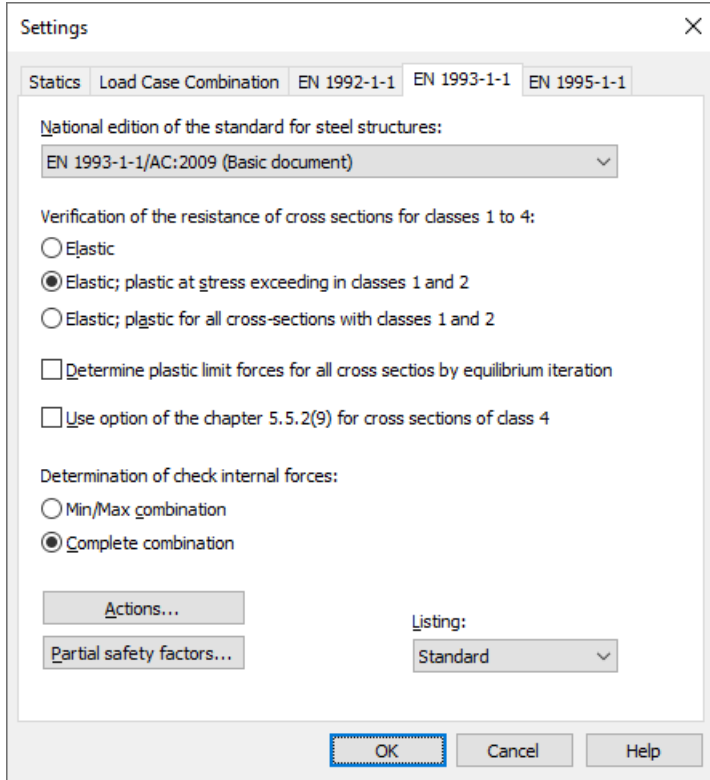 Settings
Statics Load Case Combination EN 1992-1-1 EN 1993-1-1 EN 1995-1-1
National edition of the standard for steel structures:
EN 1993-1-1/AC:2009 (Basic document)
Verification of the resistance of cross sections for classes 1 to 4:
Elastic
Elastic; plastic at stress exceeding in classes 1 and 2
Elastic; plastic for all cross-sections with classes 1 and 2
Determine plastic limit forces for all cross sectios by equilibrium iteration
Use option of the chapter 5.5.2(9) for cross sections of class 4
Determination of check internal forces:
Min/Max combination
Complete combination
Actions...
Listing:
Partial safety factors...
Standard
OK Cancel Help